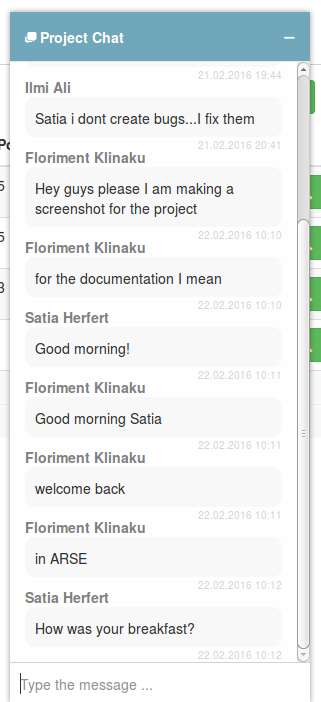 Project Chat
21.02.2016 19:44
Ilmi Ali
Satia i dont create bugs...I fix them
21.02.2016 20:41
Floriment Klinaku
Hey guys please I am making a
screenshot for the project
22.02.2016 10:10
Floriment Klinaku
for the documentation I mean
22.02.2016 10:10
Satia Herfert
Good morning!
22.02.2016 10:11
Floriment Klinaku
Good morning Satia
22.02.2016 10:11
Floriment Klinaku
welcome back
22.02.2016 10:11
Floriment Klinaku
in ARSE
22.02.2016 10:12
Satia Herfert
How was your breakfast?
22.02.2016 10:12
Type the message ...
Po
5
5
3